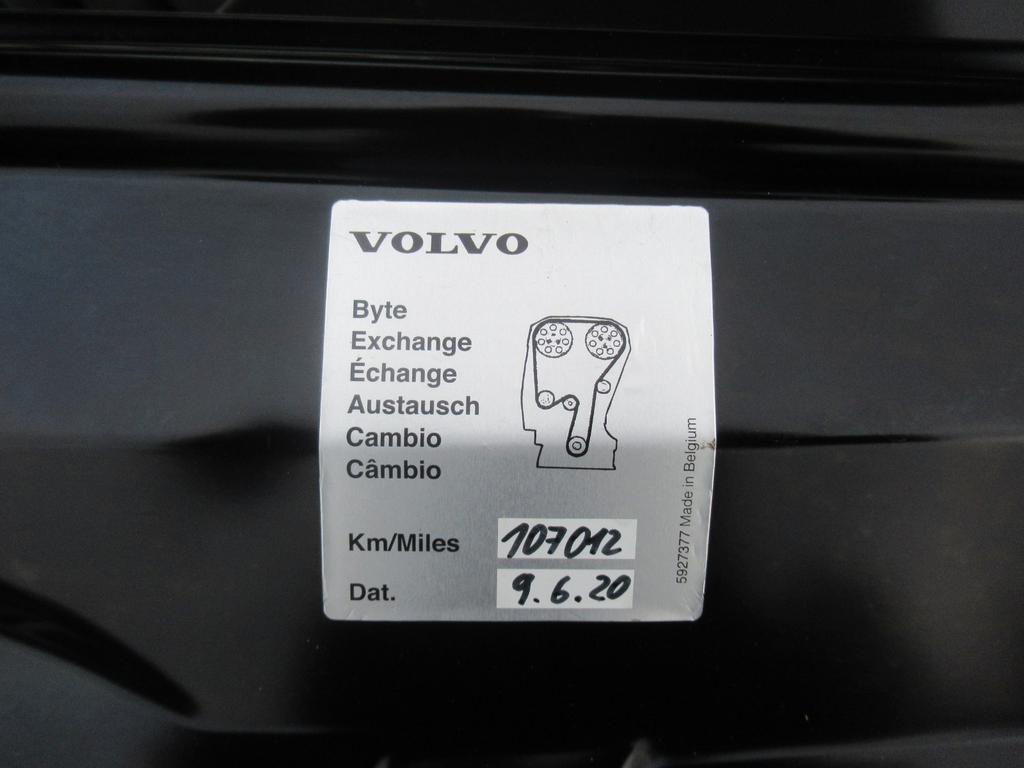 VOLVO
Byte
Exchange
Échange
Austausch
Cambio
Câmbio
Km/Miles 107012
Dat. 9.6.20
5927377 Made in Belgium